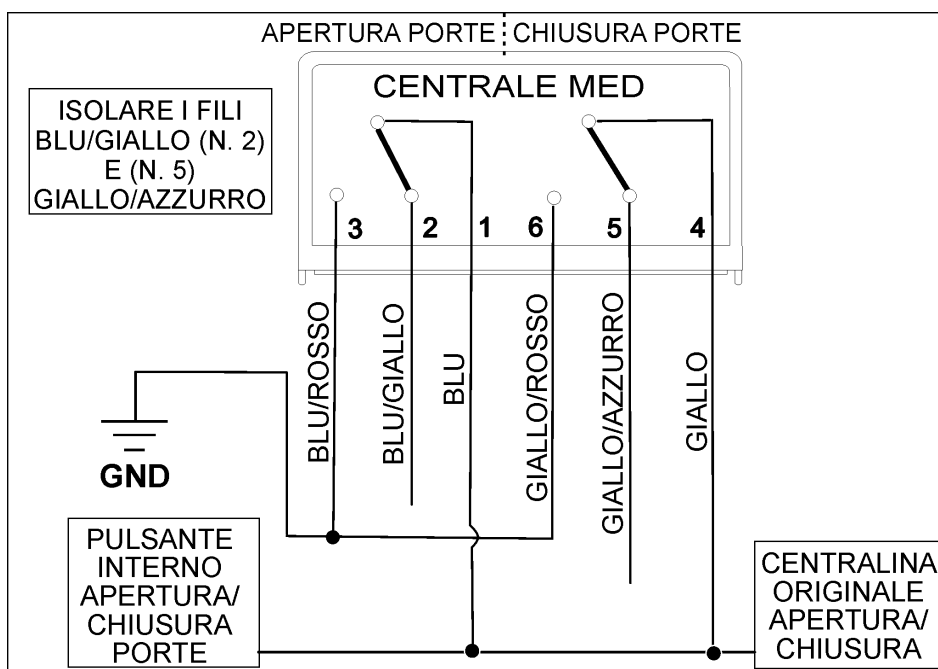 APERTURA PORTE
CHIUSURA PORTE
CENTRALE MED
ISOLARE I FILI
BLU/GIALLO (N. 2)
E (N. 5)
GIALLO/AZZURRO
3
2
1
6
5
4
BLU/ROSSO
BLU/GIALLO
BLU
GIALLO/ROSSO
GIALLO/AZZURRO
GIALLO
GND
PULSANTE
INTERNO
APERTURA/
CHIUSURA
PORTE
CENTRALINA
ORIGINALE
APERTURA/
CHIUSURA